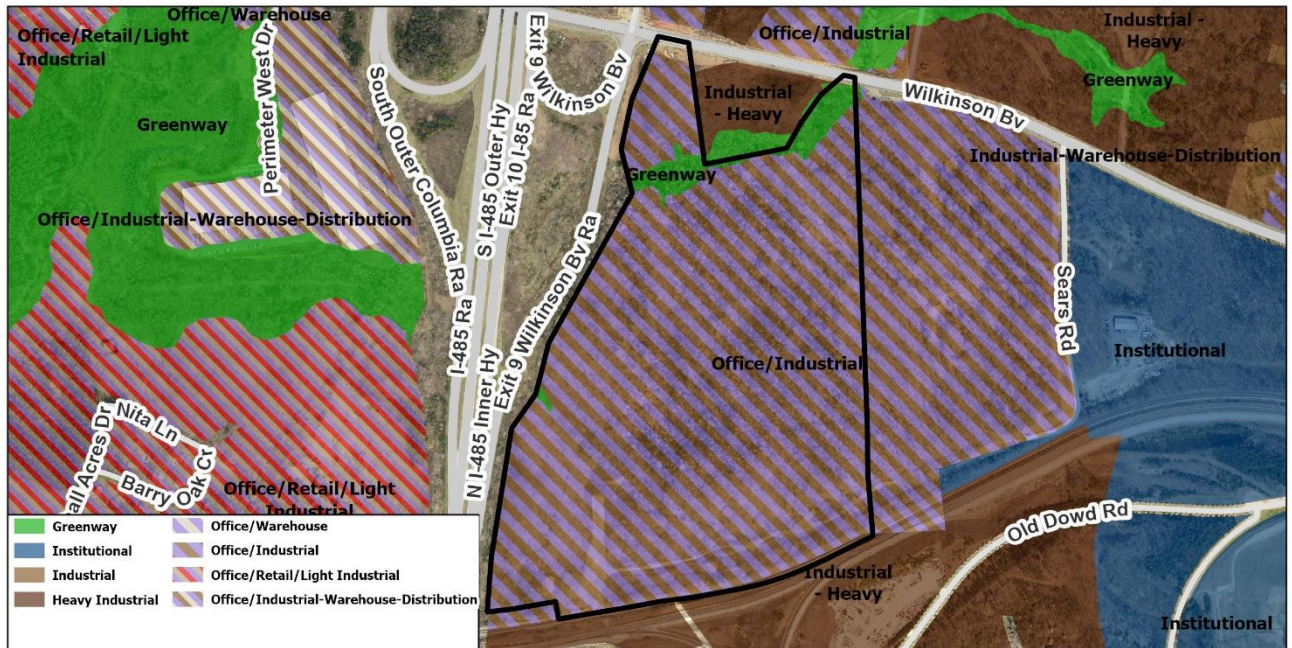 Office/Warehouse
Office/Retail/Light
Industrial
Perimeter West Dr
Greenway
Office/Industrial-Warehouse-Distribution
South Outer Columbia Ra
I-485 Ra
S I-485 Outer Hy
N I-485 Inner Hy
Exit 10 I-85 Ra
Exit 9 Wilkinson Bv
Exit 9 Wilkinson Bv Ra
Office/Industrial
Industrial -
Heavy
Greenway
Industrial
- Heavy
Wilkinson Bv
Greenway
Industrial-Warehouse-Distribution
Sears Rd
Institutional
Office/Industrial
Nita Ln
all Acres Dr
Barry Oak Cr
Office/Retail/Light
Industrial
Old Dowd Rd
Industrial
- Heavy
Institutional
Greenway
Institutional
Industrial
Heavy Industrial
Office/Warehouse
Office/Industrial
Office/Retail/Light Industrial
Office/Industrial-Warehouse-Distribution